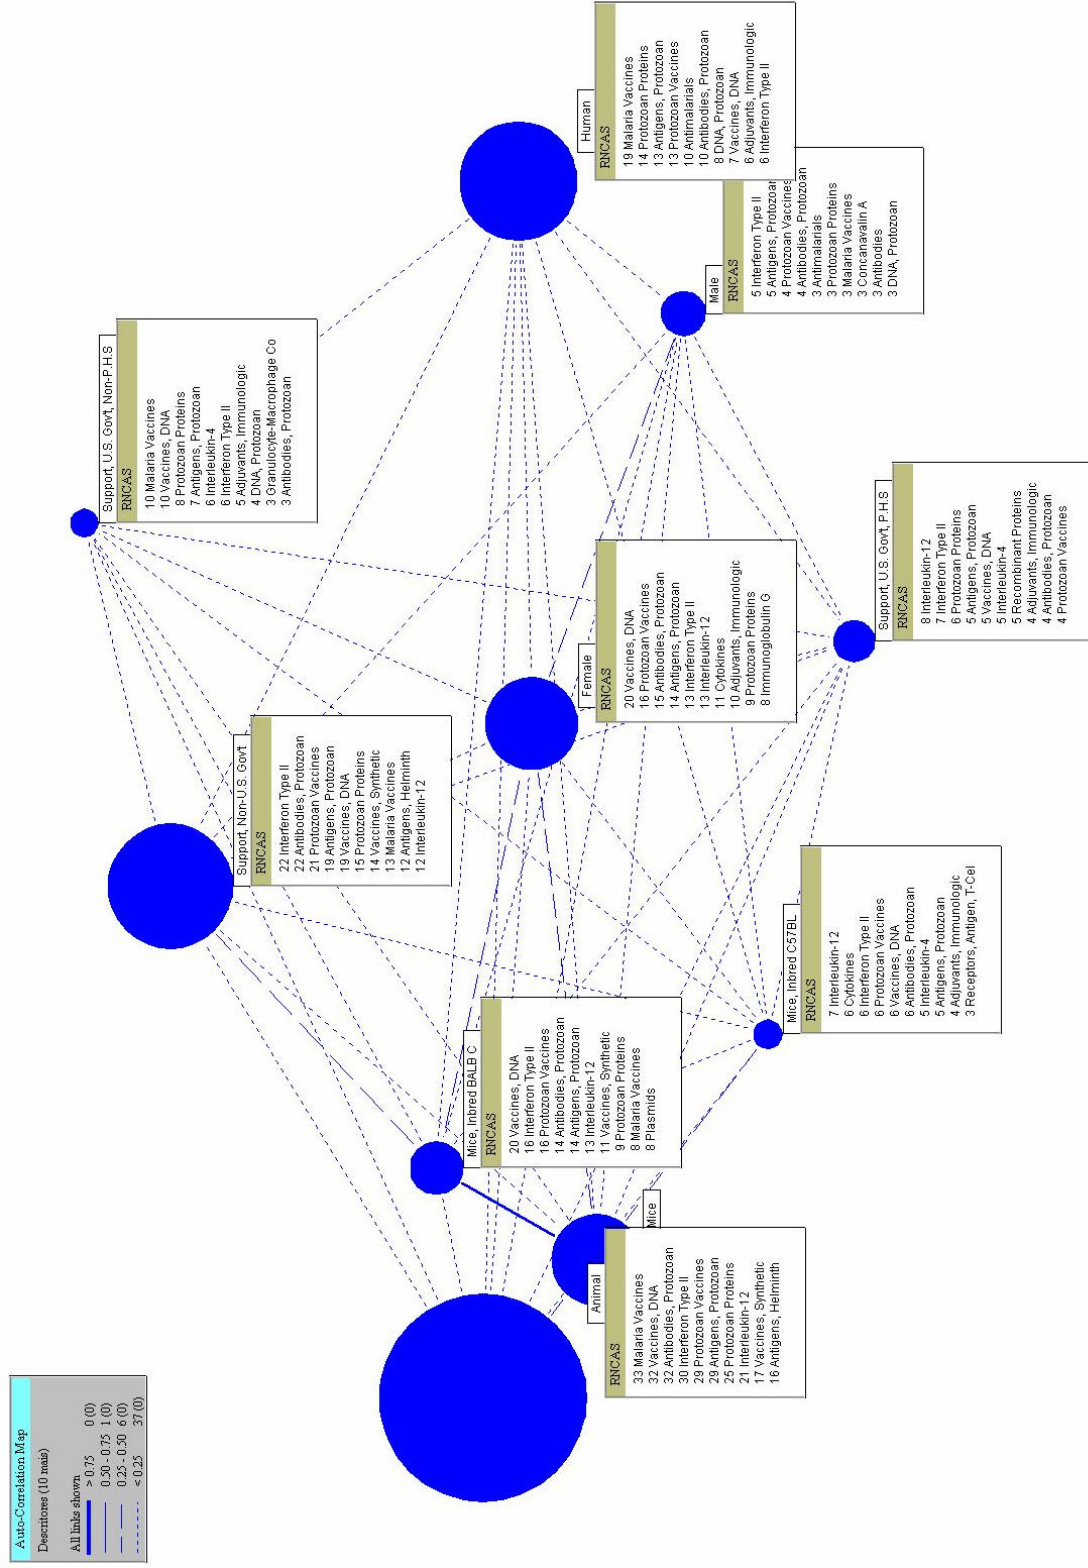 Auto-Correlation Map
Descritores (10 mais)
All links shown
> 0.75 0 (0)
0.50 - 0.75 1 (0)
0.25 - 0.50 6 (0)
< 0.25 37 (0)
Support, U.S. Gov't, Non-P.H.S
RNCAS
10 Malaria Vaccines
10 Vaccines, DNA
8 Protozoan Proteins
7 Antigens, Protozoan
6 Interleukin-4
6 Interferon Type II
5 Adjuvants, Immunologic
4 DNA, Protozoan
3 Granulocyte-Macrophage Co
3 Antibodies, Protozoan
Support, Non-U.S. Gov't
RNCAS
22 Interferon Type II
22 Antibodies, Protozoan
21 Protozoan Vaccines
19 Antigens, Protozoan
19 Vaccines, DNA
15 Protozoan Proteins
14 Vaccines, Synthetic
13 Malaria Vaccines
12 Antigens, Helminth
12 Interleukin-12
Human
RNCAS
19 Malaria Vaccines
14 Protozoan Proteins
13 Antigens, Protozoan
13 Protozoan Vaccines
10 Antimalarials
10 Antibodies, Protozoan
8 DNA, Protozoan
7 Vaccines, DNA
6 Adjuvants, Immunologic
6 Interferon Type II
Male
RNCAS
5 Interferon Type II
5 Antigens, Protozoan
4 Protozoan Vaccines
4 Antibodies, Protozoan
3 Antimalarials
3 Protozoan Proteins
3 Malaria Vaccines
3 Concanavalin A
3 Antibodies
3 DNA, Protozoan
Female
RNCAS
20 Vaccines, DNA
16 Protozoan Vaccines
15 Antibodies, Protozoan
14 Antigens, Protozoan
13 Interferon Type II
13 Interleukin-12
11 Cytokines
10 Adjuvants, Immunologic
9 Protozoan Proteins
8 Immunoglobulin G
Mice, Inbred BALB C
RNCAS
20 Vaccines, DNA
16 Interferon Type II
16 Protozoan Vaccines
14 Antibodies, Protozoan
14 Antigens, Protozoan
13 Interleukin-12
11 Vaccines, Synthetic
9 Protozoan Proteins
8 Malaria Vaccines
8 Plasmids
Mice
Animal
RNCAS
33 Malaria Vaccines
32 Vaccines, DNA
32 Antibodies, Protozoan
30 Interferon Type II
29 Protozoan Vaccines
29 Antigens, Protozoan
25 Protozoan Proteins
21 Interleukin-12
17 Vaccines, Synthetic
16 Antigens, Helminth
Support, U.S. Gov't, P.H.S
RNCAS
8 Interleukin-12
7 Interferon Type II
6 Protozoan Proteins
5 Antigens, Protozoan
5 Vaccines, DNA
5 Interleukin-4
5 Recombinant Proteins
4 Adjuvants, Immunologic
4 Antibodies, Protozoan
4 Protozoan Vaccines
Mice, Inbred C57BL
RNCAS
7 Interleukin-12
6 Cytokines
6 Interferon Type II
6 Protozoan Vaccines
6 Vaccines, DNA
6 Antibodies, Protozoan
5 Interleukin-4
5 Antigens, Protozoan
4 Adjuvants, Immunologic
3 Receptors, Antigen, T-Cel